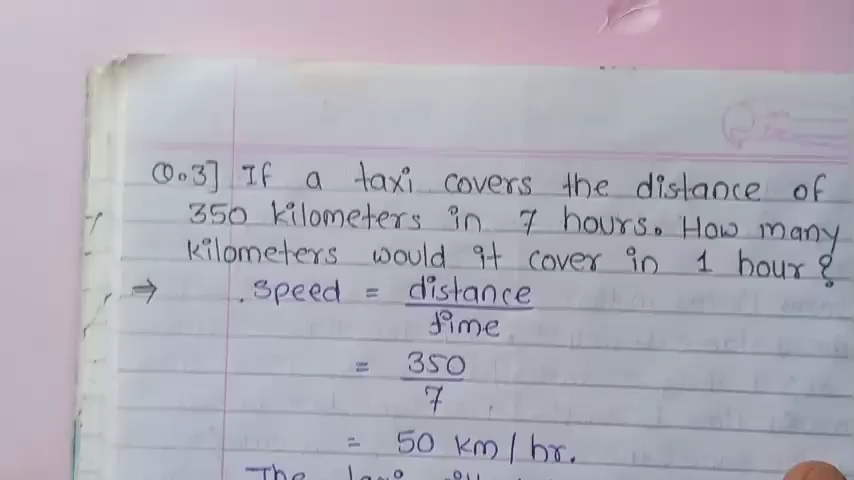 Q.3] If a taxi covers the distance of
350 kilometers in 7 hours. How many
kilometers would it cover in 1 hour?
⇒ . speed = distance
time
= 350
7
= 50 km/hr.
The